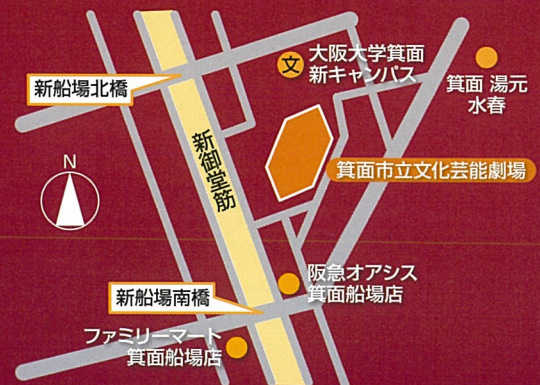 大阪大学箕面
新キャンパス
文
箕面 湯元
水春
新船場北橋
新御堂筋
N
箕面市立文化芸能劇場
阪急オアシス
箕面船場店
新船場南橋
ファミリーマート
箕面船場店